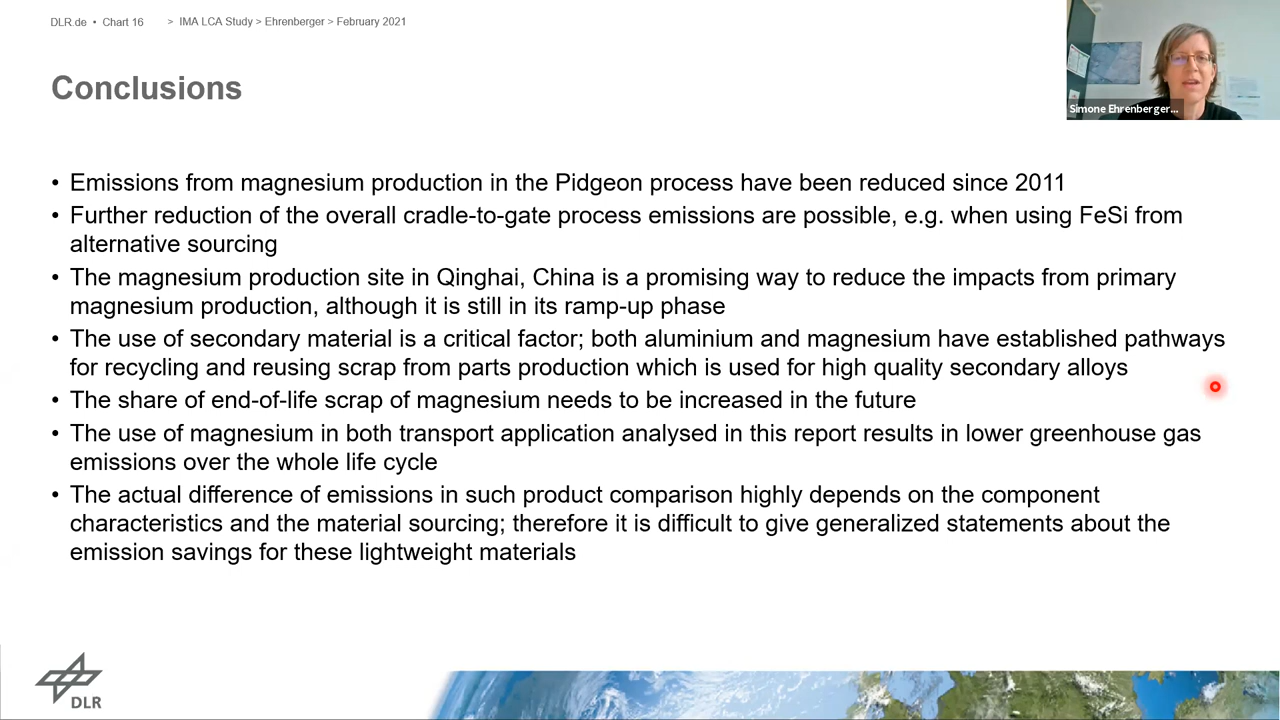 DLR.de • Chart 16 > IMA LCA Study > Ehrenberger > February 2021
Simone Ehrenberger...
Conclusions
• Emissions from magnesium production in the Pidgeon process have been reduced since 2011
• Further reduction of the overall cradle-to-gate process emissions are possible, e.g. when using FeSi from
alternative sourcing
• The magnesium production site in Qinghai, China is a promising way to reduce the impacts from primary
magnesium production, although it is still in its ramp-up phase
• The use of secondary material is a critical factor; both aluminium and magnesium have established pathways
for recycling and reusing scrap from parts production which is used for high quality secondary alloys
• The share of end-of-life scrap of magnesium needs to be increased in the future
• The use of magnesium in both transport application analysed in this report results in lower greenhouse gas
emissions over the whole life cycle
• The actual difference of emissions in such product comparison highly depends on the component
characteristics and the material sourcing; therefore it is difficult to give generalized statements about the
emission savings for these lightweight materials
DLR